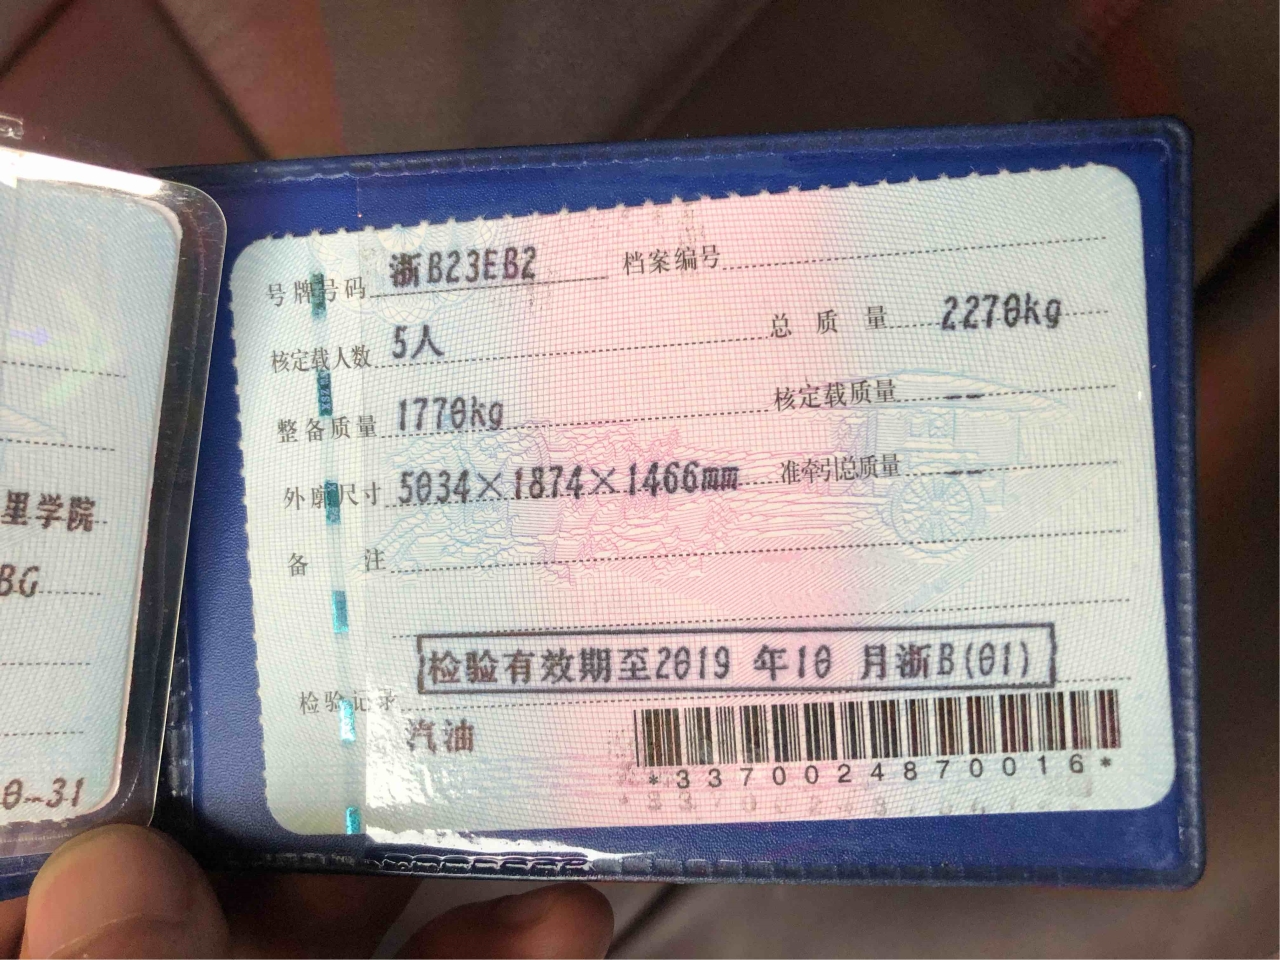 里学院
BG
0-31
号牌号码 浙B23EB2 档案编号
核定载人数 5人 总质量 2270kg
整备质量 1770kg 核定载质量 --
外廓尺寸 5034×1874×1466mm 准牵引总质量 --
备注
检验有效期至2019 年10 月浙B(01)
检验记录
汽油
*3370024870016*